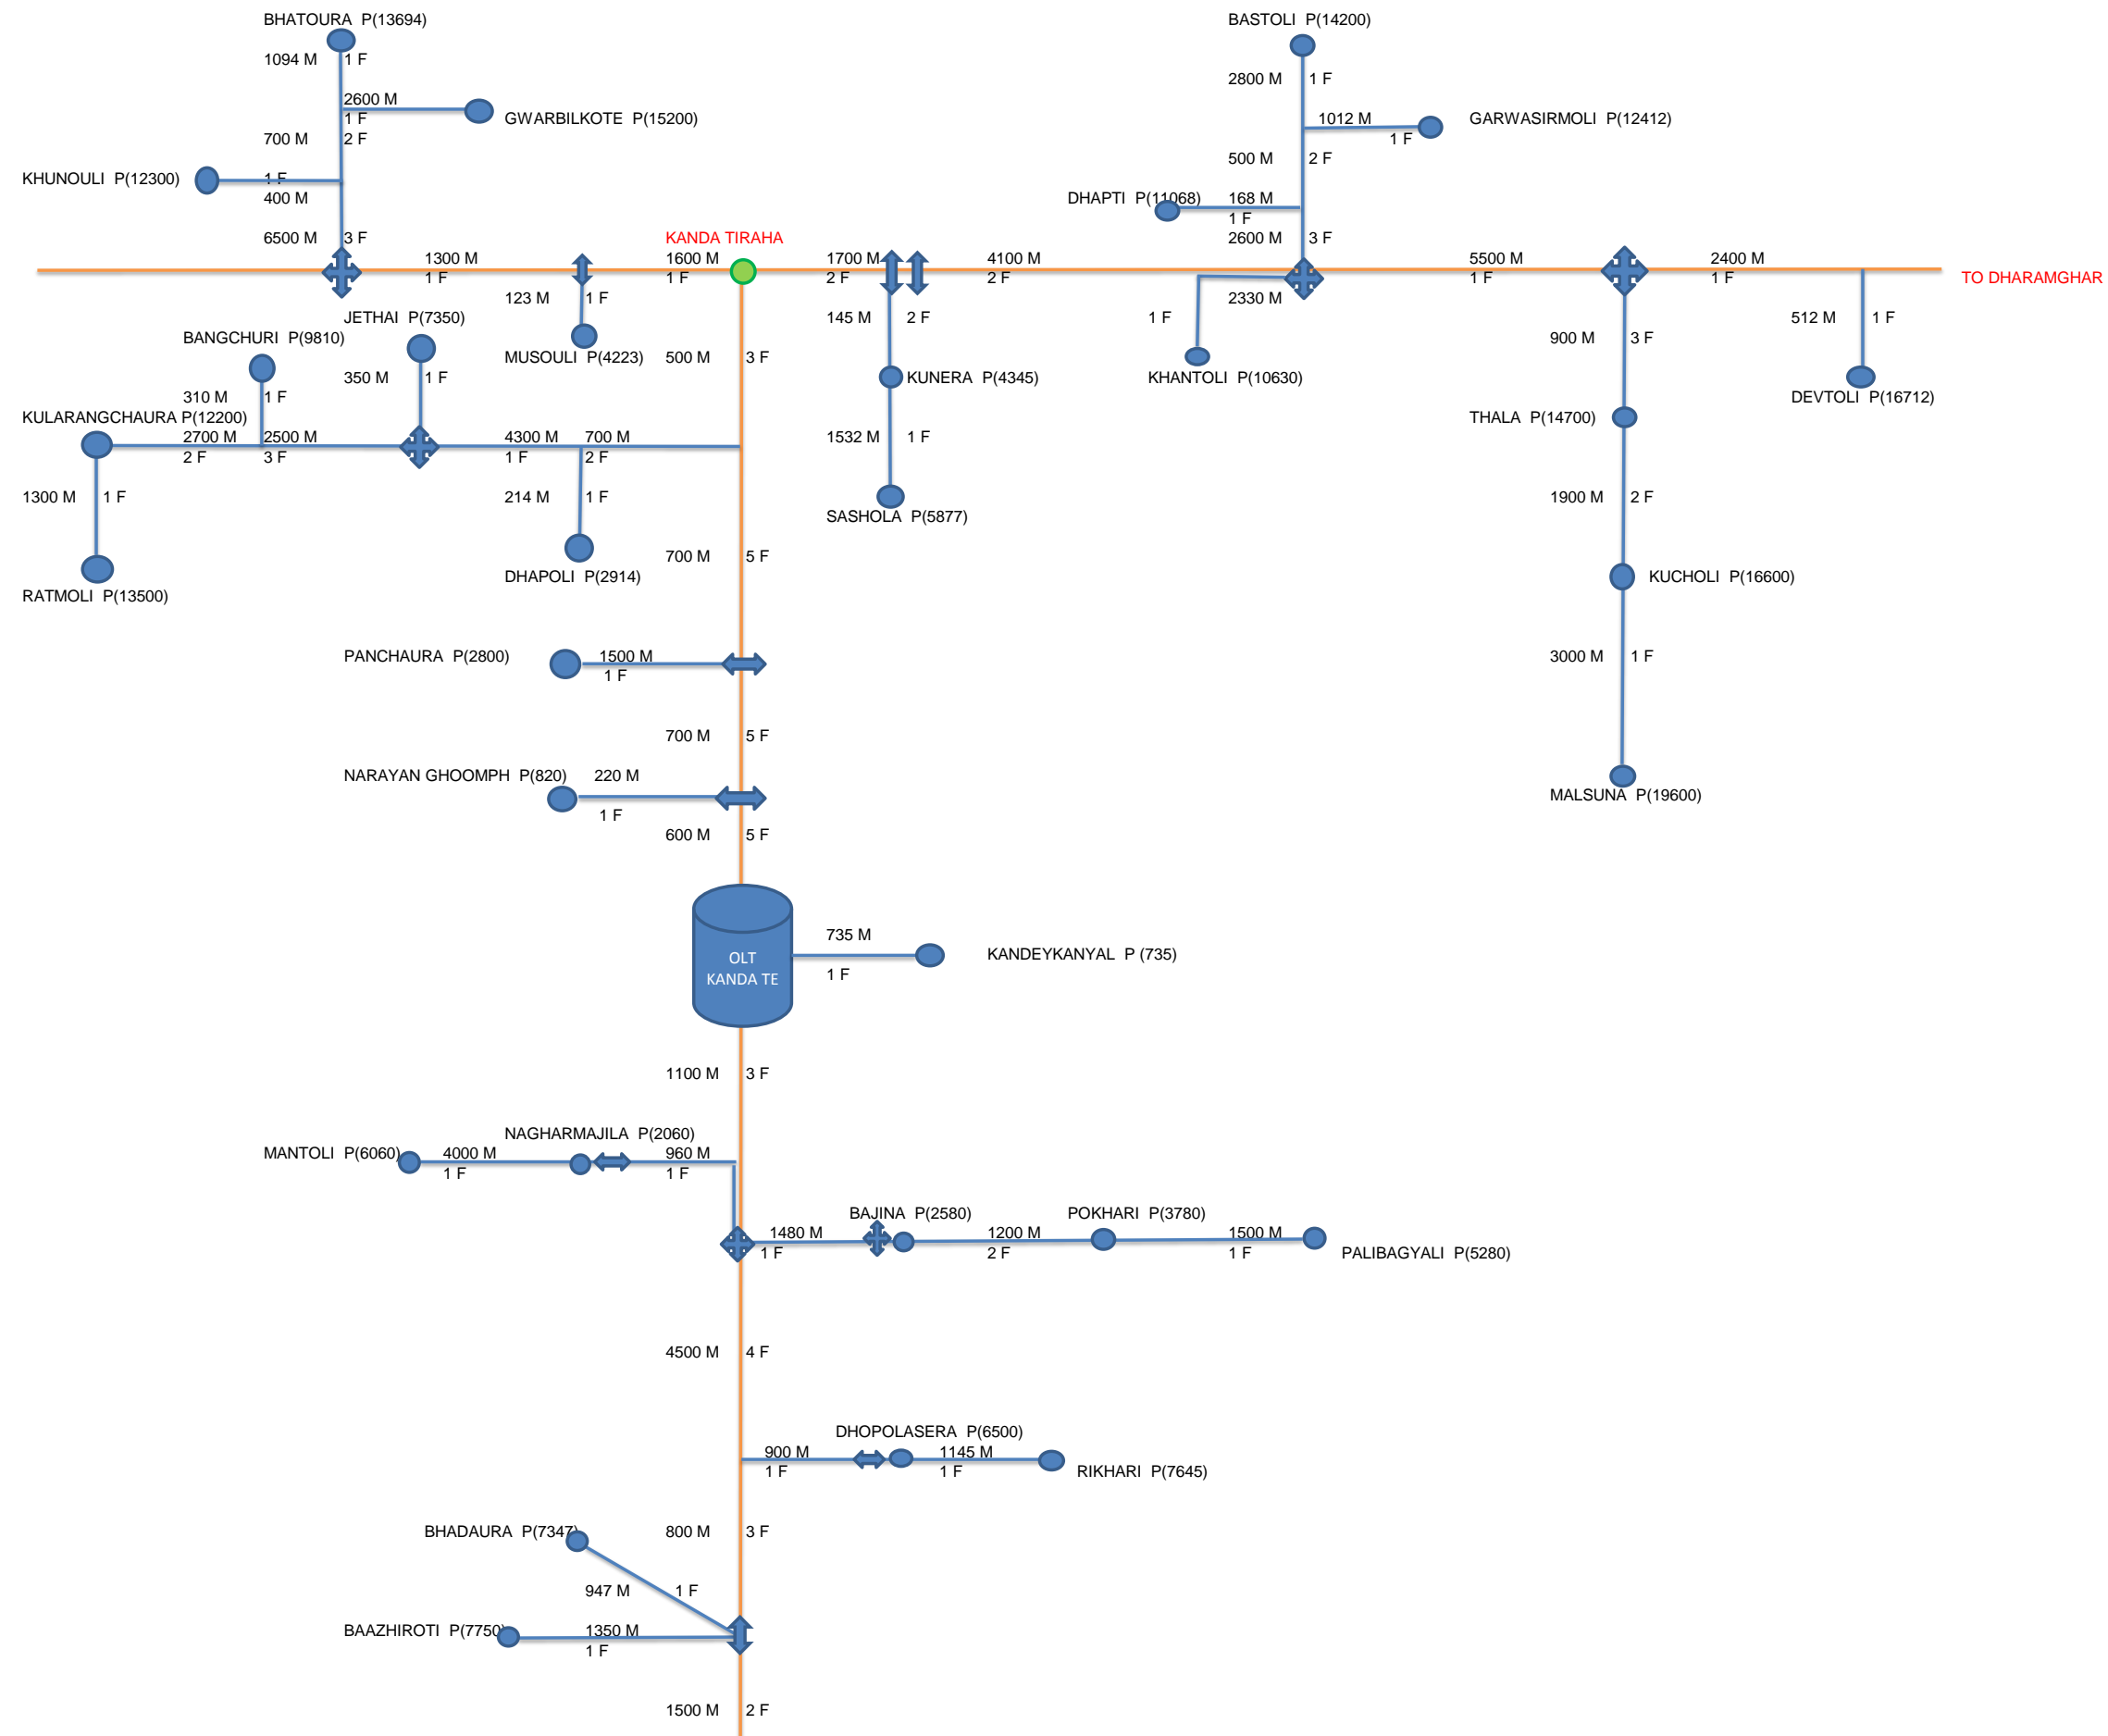 BHATOURA P(13694)
BASTOLI P(14200)
1094 M 1 F
2800 M 1 F
2600 M
1 F
GWARBILKOTE P(15200)
1012 M
1 F
GARWASIRMOLI P(12412)
700 M 2 F
500 M 2 F
KHUNOULI P(12300)
1 F
400 M
DHAPTI P(11068)
168 M
1 F
6500 M 3 F
KANDA TIRAHA
2600 M 3 F
1300 M
1 F
1600 M
1 F
1700 M
2 F
4100 M
2 F
5500 M
1 F
2400 M
1 F
TO DHARAMGHAR
123 M 1 F
2330 M
JETHAI P(7350)
145 M 2 F
1 F
512 M 1 F
BANGCHURI P(9810)
900 M 3 F
MUSOULI P(4223)
500 M 3 F
350 M 1 F
KUNERA P(4345)
KHANTOLI P(10630)
310 M 1 F
DEVTOLI P(16712)
KULARANGCHAURA P(12200)
THALA P(14700)
2700 M
2 F
2500 M
3 F
4300 M
1 F
700 M
2 F
1532 M 1 F
1300 M 1 F
214 M 1 F
1900 M 2 F
SASHOLA P(5877)
700 M 5 F
DHAPOLI P(2914)
KUCHOLI P(16600)
RATMOLI P(13500)
PANCHAURA P(2800)
1500 M
1 F
3000 M 1 F
700 M 5 F
NARAYAN GHOOMPH P(820)
220 M
1 F
MALSUNA P(19600)
600 M 5 F
735 M
1 F
KANDEYKANYAL P (735)
OLT
KANDA TE
1100 M 3 F
NAGHARMAJILA P(2060)
MANTOLI P(6060)
4000 M
1 F
960 M
1 F
BAJINA P(2580)
POKHARI P(3780)
1480 M
1 F
1200 M
2 F
1500 M
1 F
PALIBAGYALI P(5280)
4500 M 4 F
DHOPOLASERA P(6500)
900 M
1 F
1145 M
1 F
RIKHARI P(7645)
BHADAURA P(7347)
800 M 3 F
947 M 1 F
BAAZHIROTI P(7750)
1350 M
1 F
1500 M 2 F